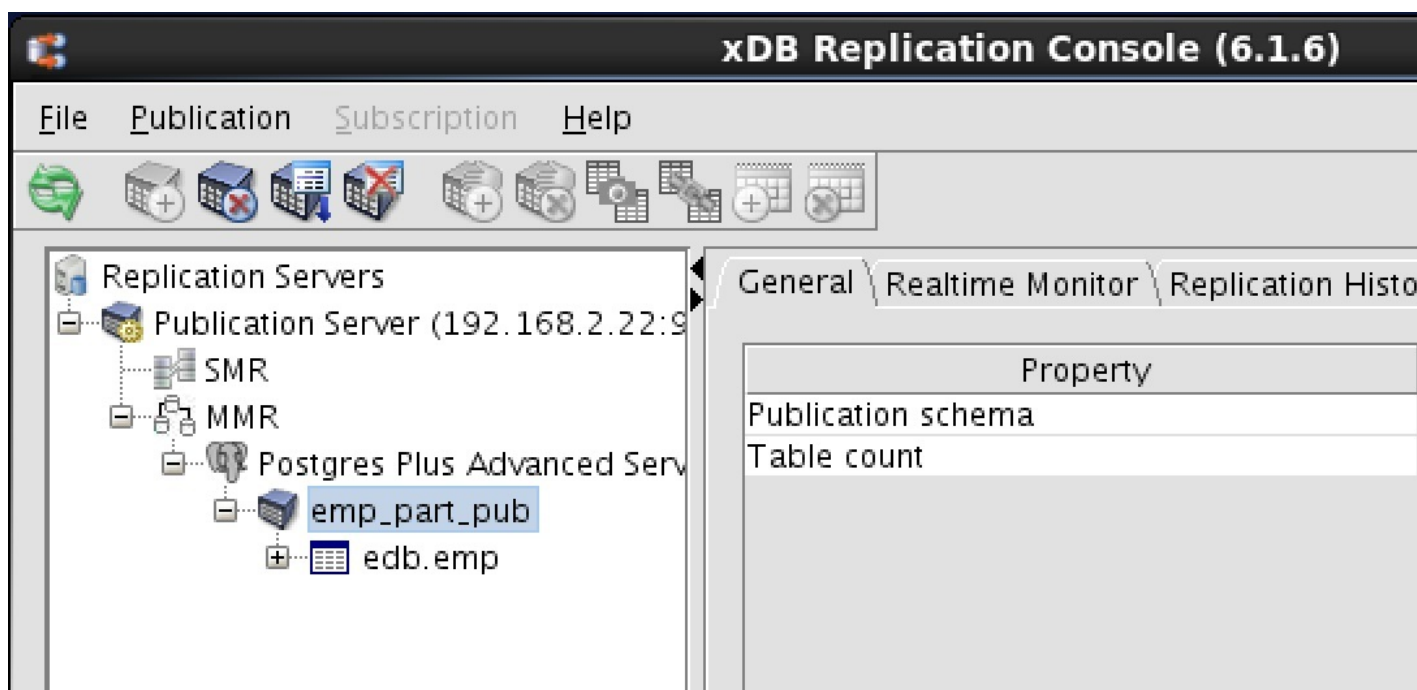 xDB Replication Console (6.1.6)
File Publication Subscription Help
Replication Servers
Publication Server (192.168.2.22:9
SMR
MMR
Postgres Plus Advanced Serv
emp_part_pub
edb.emp
General Realtime Monitor Replication Histo
Property
Publication schema
Table count